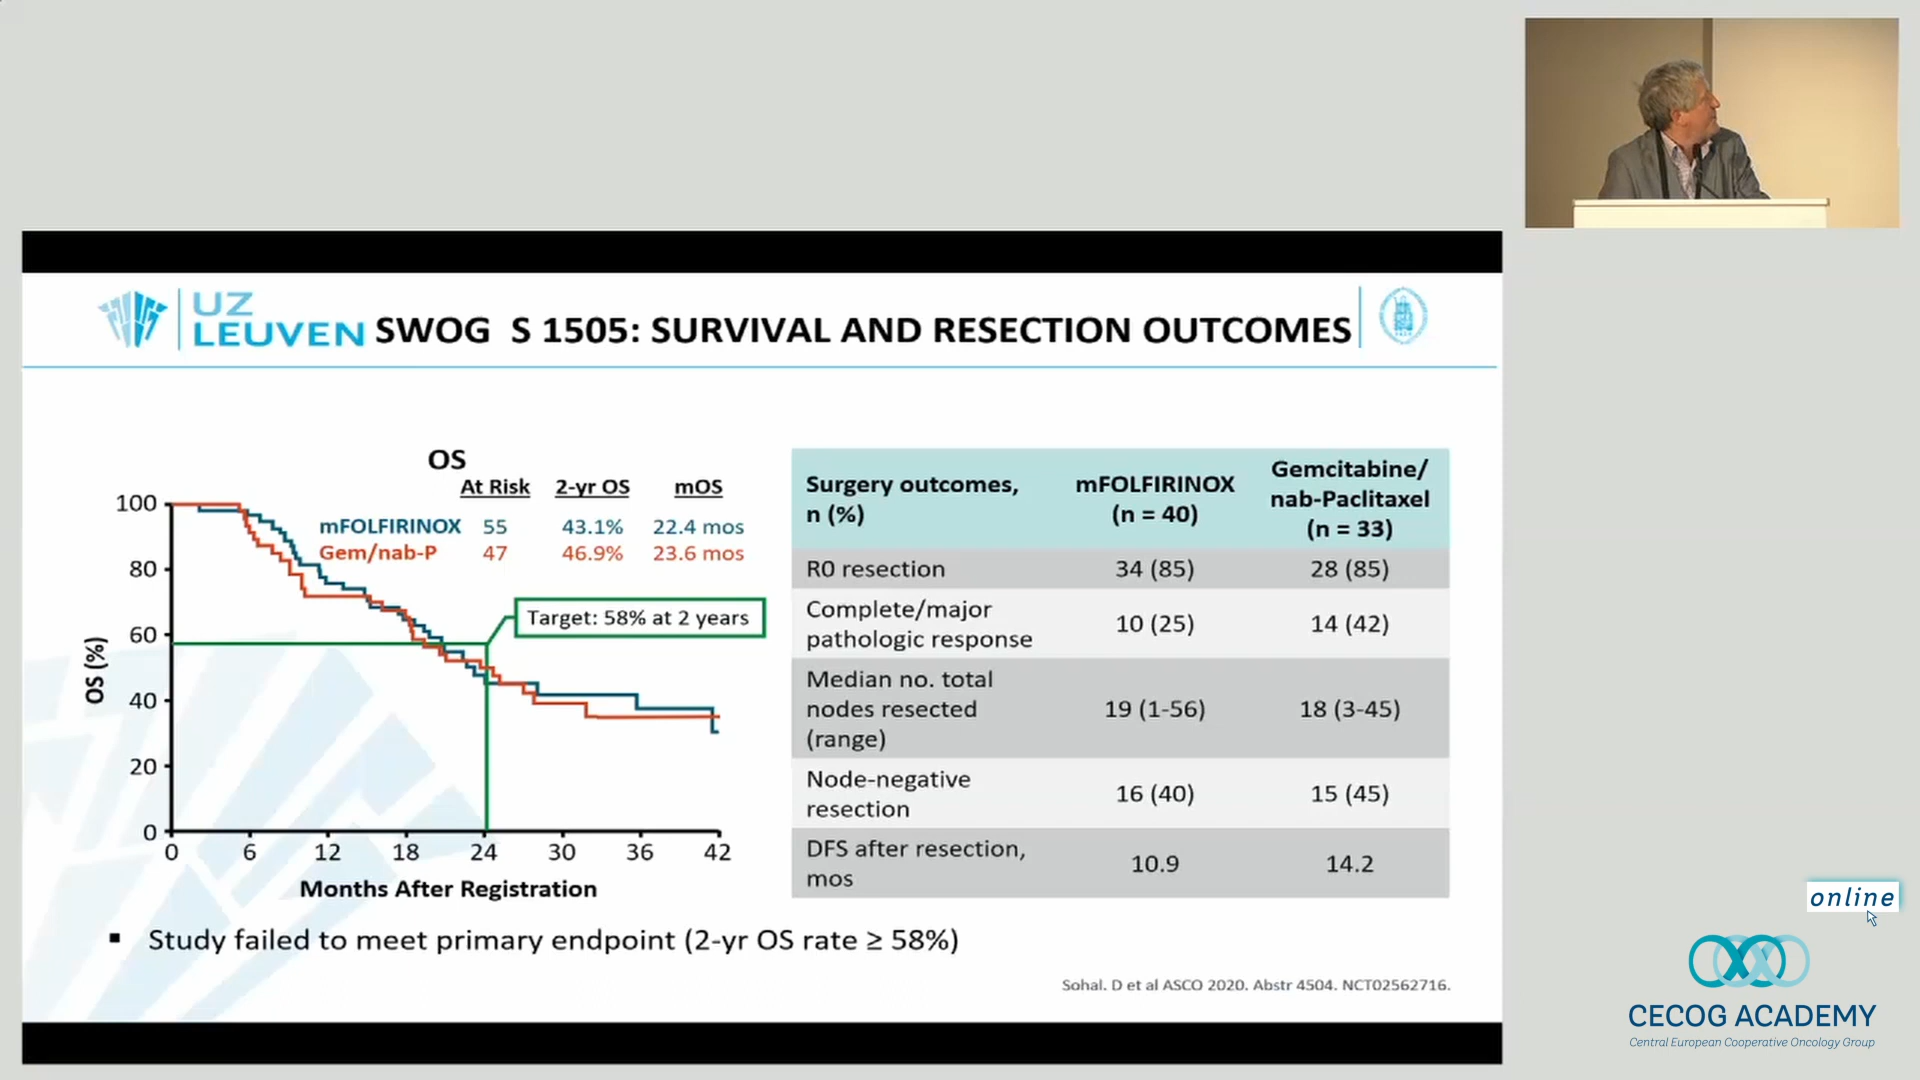 UZ
LEUVEN
SWOG S 1505: SURVIVAL AND RESECTION OUTCOMES
OS
At Risk 2-yr OS mOS
mFOLFIRINOX 55 43.1% 22.4 mos
Gem/nab-P 47 46.9% 23.6 mos
Target: 58% at 2 years
OS (%)
100
80
60
40
20
0
0 6 12 18 24 30 36 42
Months After Registration
Surgery outcomes,
n (%)
mFOLFIRINOX
(n = 40)
Gemcitabine/
nab-Paclitaxel
(n = 33)
R0 resection 34 (85) 28 (85)
Complete/major
pathologic response
10 (25) 14 (42)
Median no. total
nodes resected
(range)
19 (1-56) 18 (3-45)
Node-negative
resection
16 (40) 15 (45)
DFS after resection,
mos
10.9 14.2
▪ Study failed to meet primary endpoint (2-yr OS rate ≥ 58%)
Sohal. D et al ASCO 2020. Abstr 4504. NCT02562716.
online
CECOG ACADEMY
Central European Cooperative Oncology Group